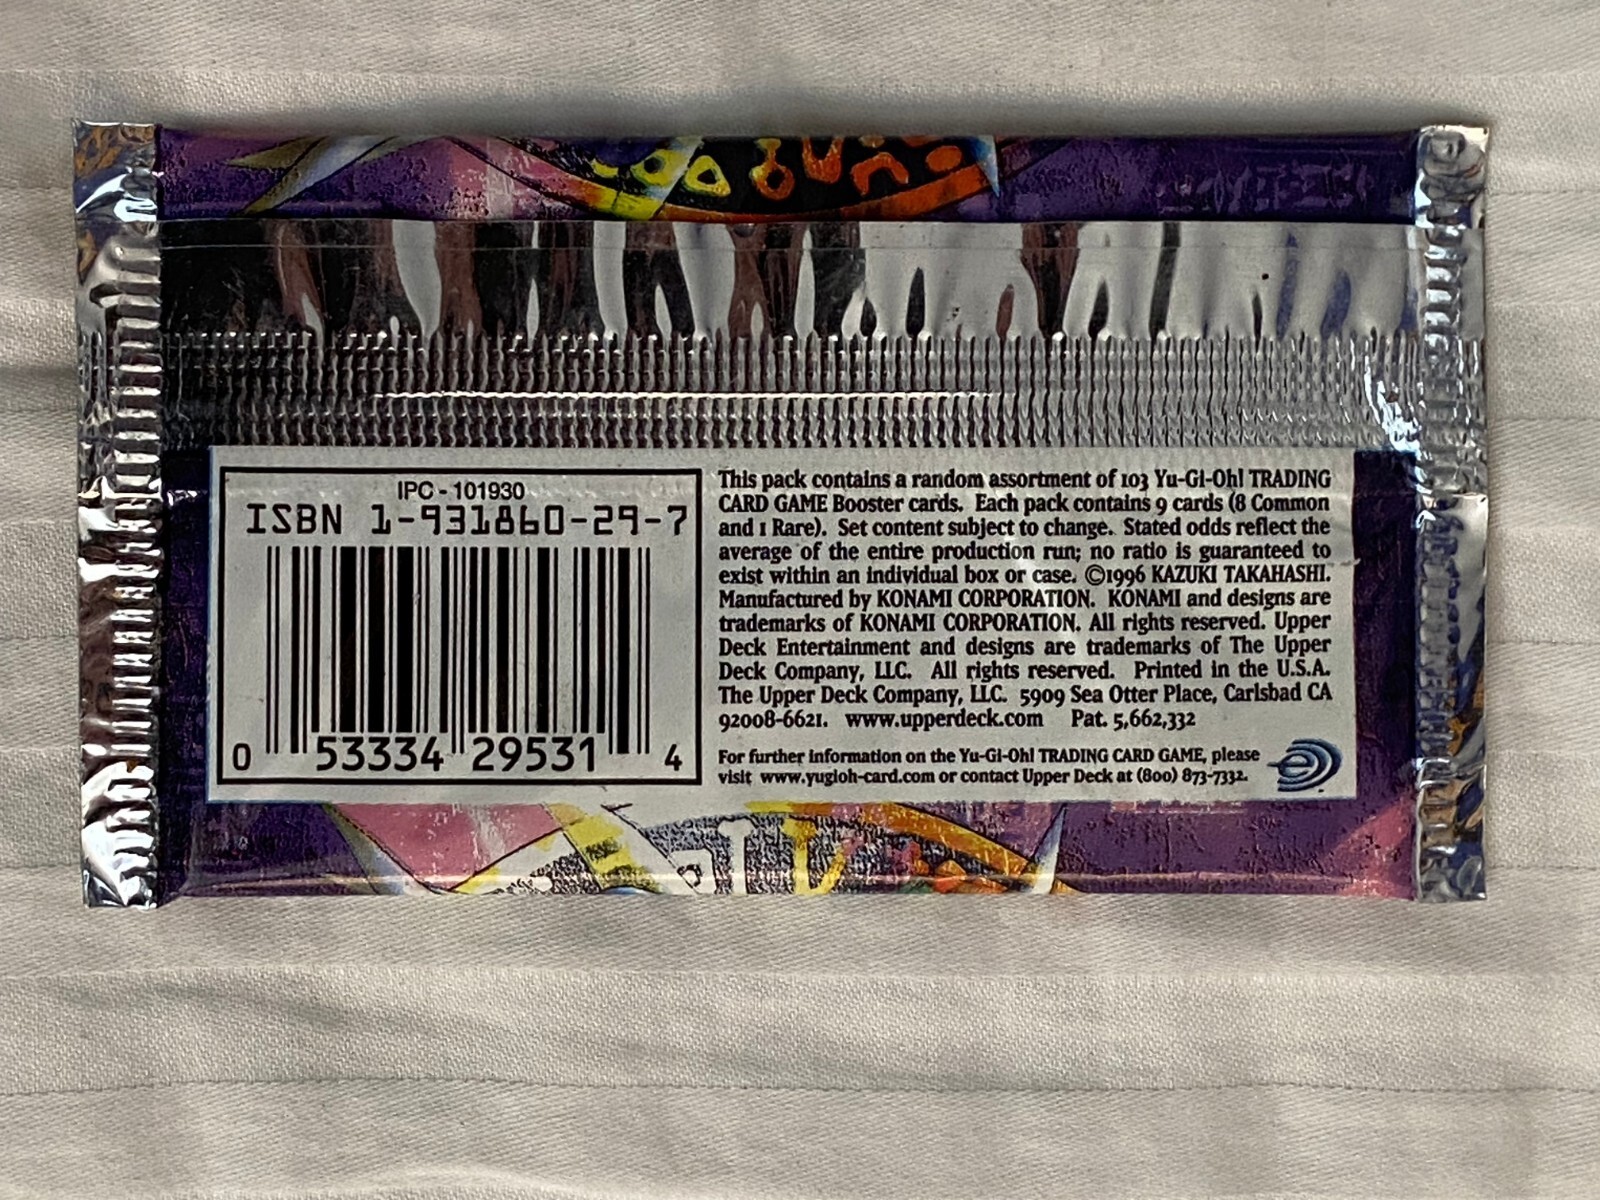 IPC - 101930
ISBN 1-931860-29-7
0 53334 29531 4
This pack contains a random assortment of 103 Yu-Gi-Oh! TRADING
CARD GAME Booster cards. Each pack contains 9 cards (8 Common
and 1 Rare). Set content subject to change. Stated odds reflect the
average of the entire production run; no ratio is guaranteed to
exist within an individual box or case. ©1996 KAZUKI TAKAHASHI.
Manufactured by KONAMI CORPORATION. KONAMI and designs are
trademarks of KONAMI CORPORATION. All rights reserved. Upper
Deck Entertainment and designs are trademarks of The Upper
Deck Company, LLC. All rights reserved. Printed in the U.S.A.
The Upper Deck Company, LLC. 5909 Sea Otter Place, Carlsbad CA
92008-6621. www.upperdeck.com Pat. 5,662,332
For further information on the Yu-Gi-Oh! TRADING CARD GAME, please
visit www.yugioh-card.com or contact Upper Deck at (800) 873-7332.